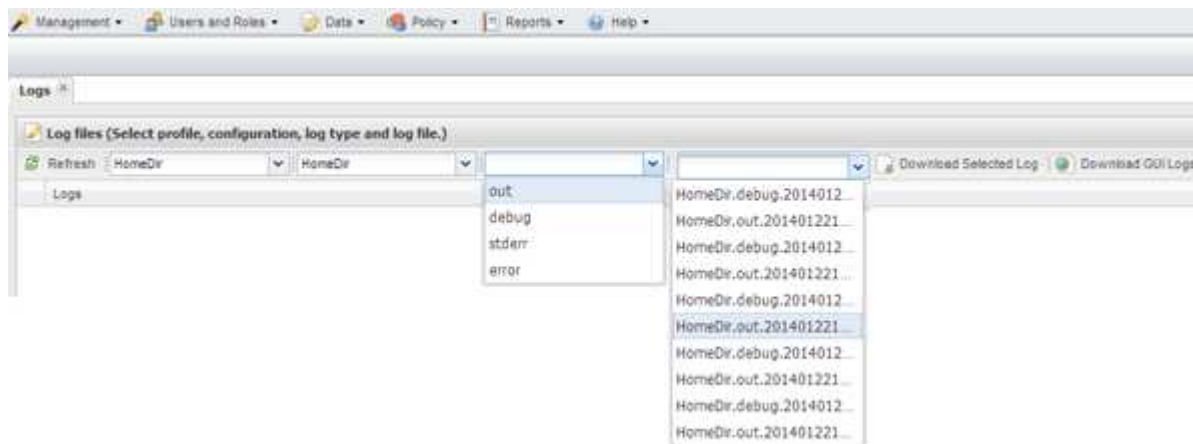 Management Users and Roles Data Policy Reports Help
Logs
Log files (Select profile, configuration, log type and log file.)
Refresh HomeDir HomeDir Download Selected Log Download GUI Logs
Logs
out
debug
stderr
error
HomeDir.debug.2014012...
HomeDir.out.201401221...
HomeDir.debug.2014012...
HomeDir.out.201401221...
HomeDir.debug.2014012...
HomeDir.out.201401221...
HomeDir.debug.2014012...
HomeDir.out.201401221...
HomeDir.debug.2014012...
HomeDir.out.201401221...